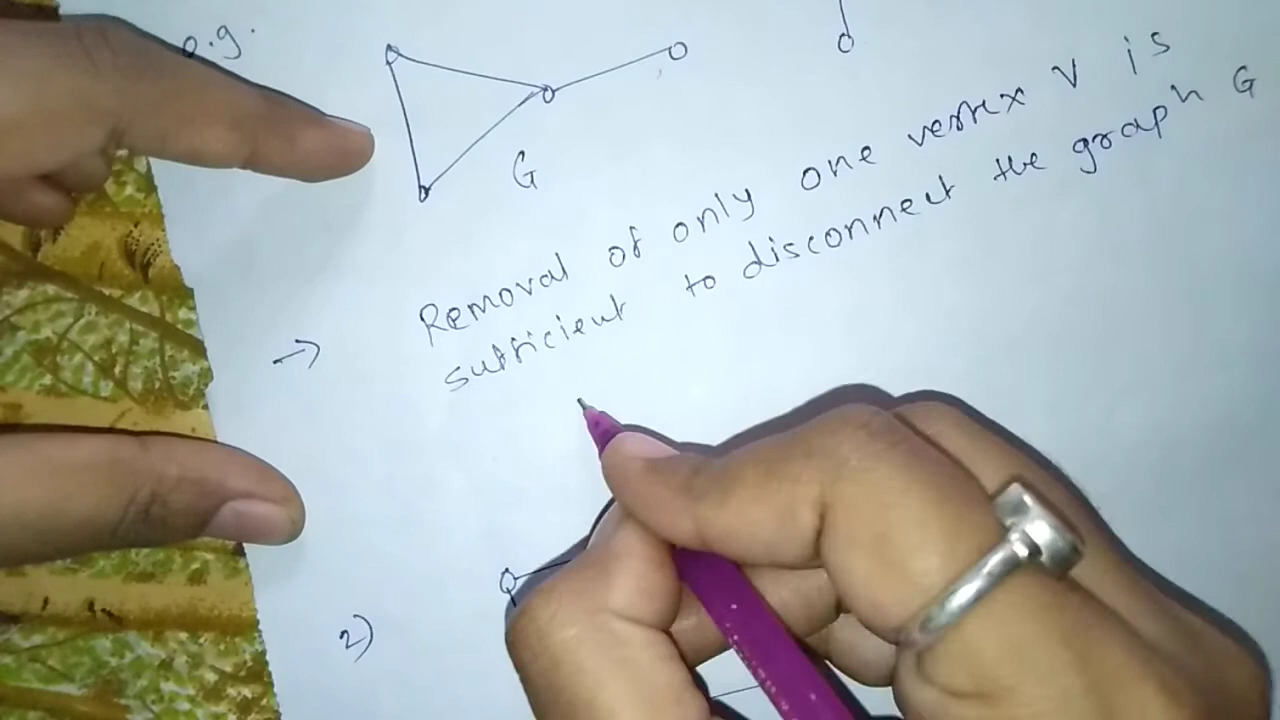 e.g.
G
Removal of only one vertex V is
sufficient to disconnect the graph G
2)